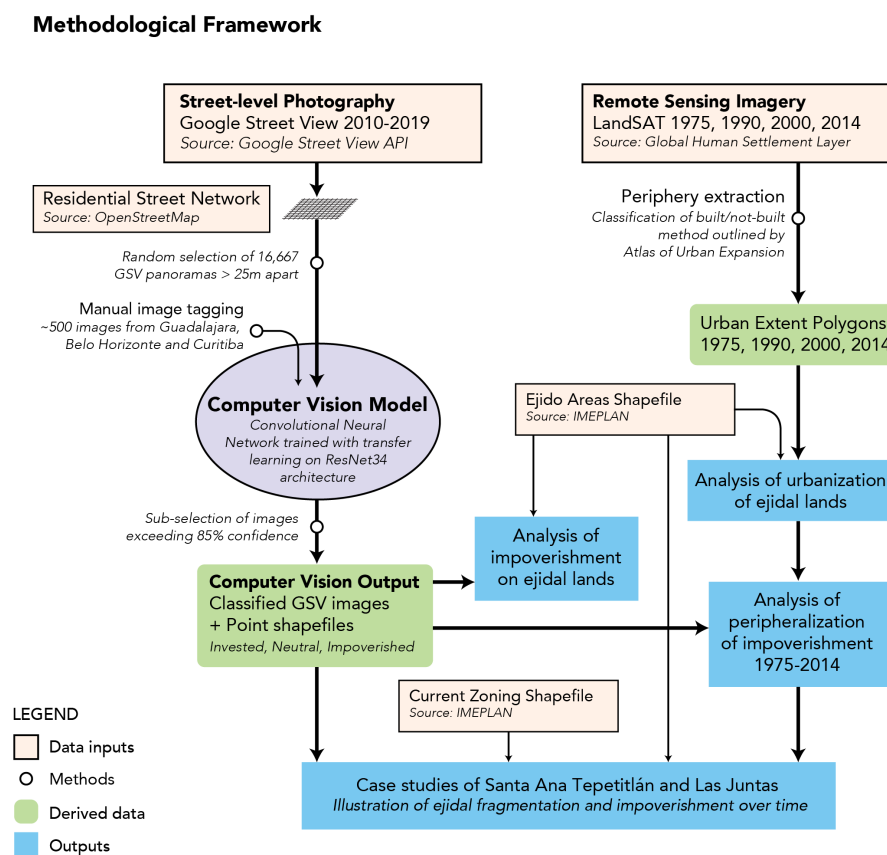 Methodological Framework
Street-level Photography
Google Street View 2010-2019
Source: Google Street View API
Remote Sensing Imagery
LandSAT 1975, 1990, 2000, 2014
Source: Global Human Settlement Layer
Residential Street Network
Source: OpenStreetMap
Periphery extraction
Classification of built/not-built
method outlined by
Atlas of Urban Expansion
Random selection of 16,667
GSV panoramas > 25m apart
Manual image tagging
~500 images from Guadalajara,
Belo Horizonte and Curitiba
Urban Extent Polygons
1975, 1990, 2000, 2014
Computer Vision Model
Convolutional Neural
Network trained with transfer
learning on ResNet34
architecture
Ejido Areas Shapefile
Source: IMEPLAN
Analysis of urbanization
of ejidal lands
Sub-selection of images
exceeding 85% confidence
Analysis of
impoverishment
on ejidal lands
Computer Vision Output
Classified GSV images
+ Point shapefiles
Invested, Neutral, Impoverished
Analysis of
peripheralization
of impoverishment
1975-2014
Current Zoning Shapefile
Source: IMEPLAN
Case studies of Santa Ana Tepetitlán and Las Juntas
Illustration of ejidal fragmentation and impoverishment over time
LEGEND
Data inputs
Methods
Derived data
Outputs